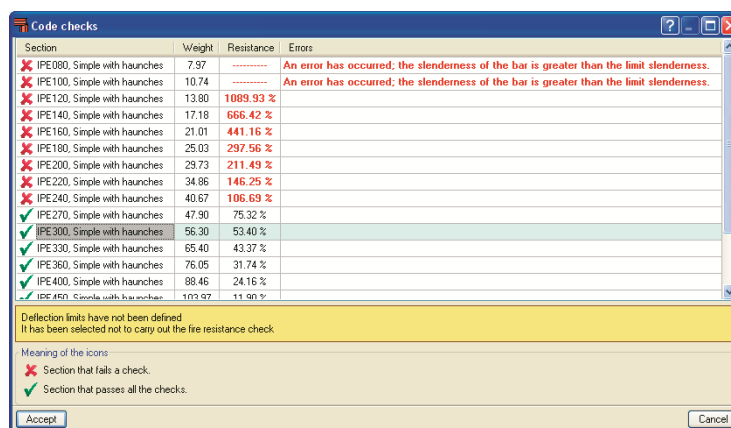 Code checks
Section Weight Resistance Errors
IPE080, Simple with haunches 7.97 ---------- An error has occurred; the slenderness of the bar is greater than the limit slenderness.
IPE100, Simple with haunches 10.74 ---------- An error has occurred; the slenderness of the bar is greater than the limit slenderness.
IPE120, Simple with haunches 13.80 1089.93 %
IPE140, Simple with haunches 17.18 666.42 %
IPE160, Simple with haunches 21.01 441.16 %
IPE180, Simple with haunches 25.03 297.56 %
IPE200, Simple with haunches 29.73 211.49 %
IPE220, Simple with haunches 34.86 146.25 %
IPE240, Simple with haunches 40.67 106.69 %
IPE270, Simple with haunches 47.90 75.32 %
IPE300, Simple with haunches 56.30 53.40 %
IPE330, Simple with haunches 65.40 43.37 %
IPE360, Simple with haunches 76.05 31.74 %
IPE400, Simple with haunches 88.46 24.16 %
IPE450, Simple with haunches 103.97 11.90 %
Deflection limits have not been defined
It has been selected not to carry out the fire resistance check
Meaning of the icons
Section that fails a check.
Section that passes all the checks.
Accept Cancel